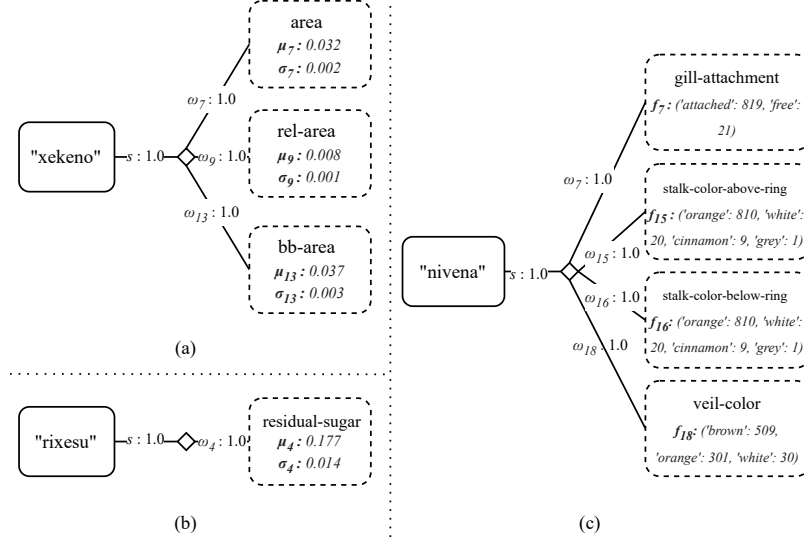 area
μ7: 0.032
σ7: 0.002
ω7: 1.0
"xekeno"
s: 1.0
rel-area
ω9: 1.0
μ9: 0.008
σ9: 0.001
ω13: 1.0
bb-area
μ13: 0.037
σ13: 0.003
(a)
"rixesu"
s: 1.0
ω4: 1.0
residual-sugar
μ4: 0.177
σ4: 0.014
(b)
gill-attachment
f7: ('attached': 819, 'free':
21)
ω7: 1.0
stalk-color-above-ring
f15: ('orange': 810, 'white':
20, 'cinnamon': 9, 'grey': 1)
ω15: 1.0
"nivena"
s: 1.0
ω16: 1.0
stalk-color-below-ring
f16: ('orange': 810, 'white':
20, 'cinnamon': 9, 'grey': 1)
ω18: 1.0
veil-color
f18: ('brown': 509,
'orange': 301, 'white': 30)
(c)